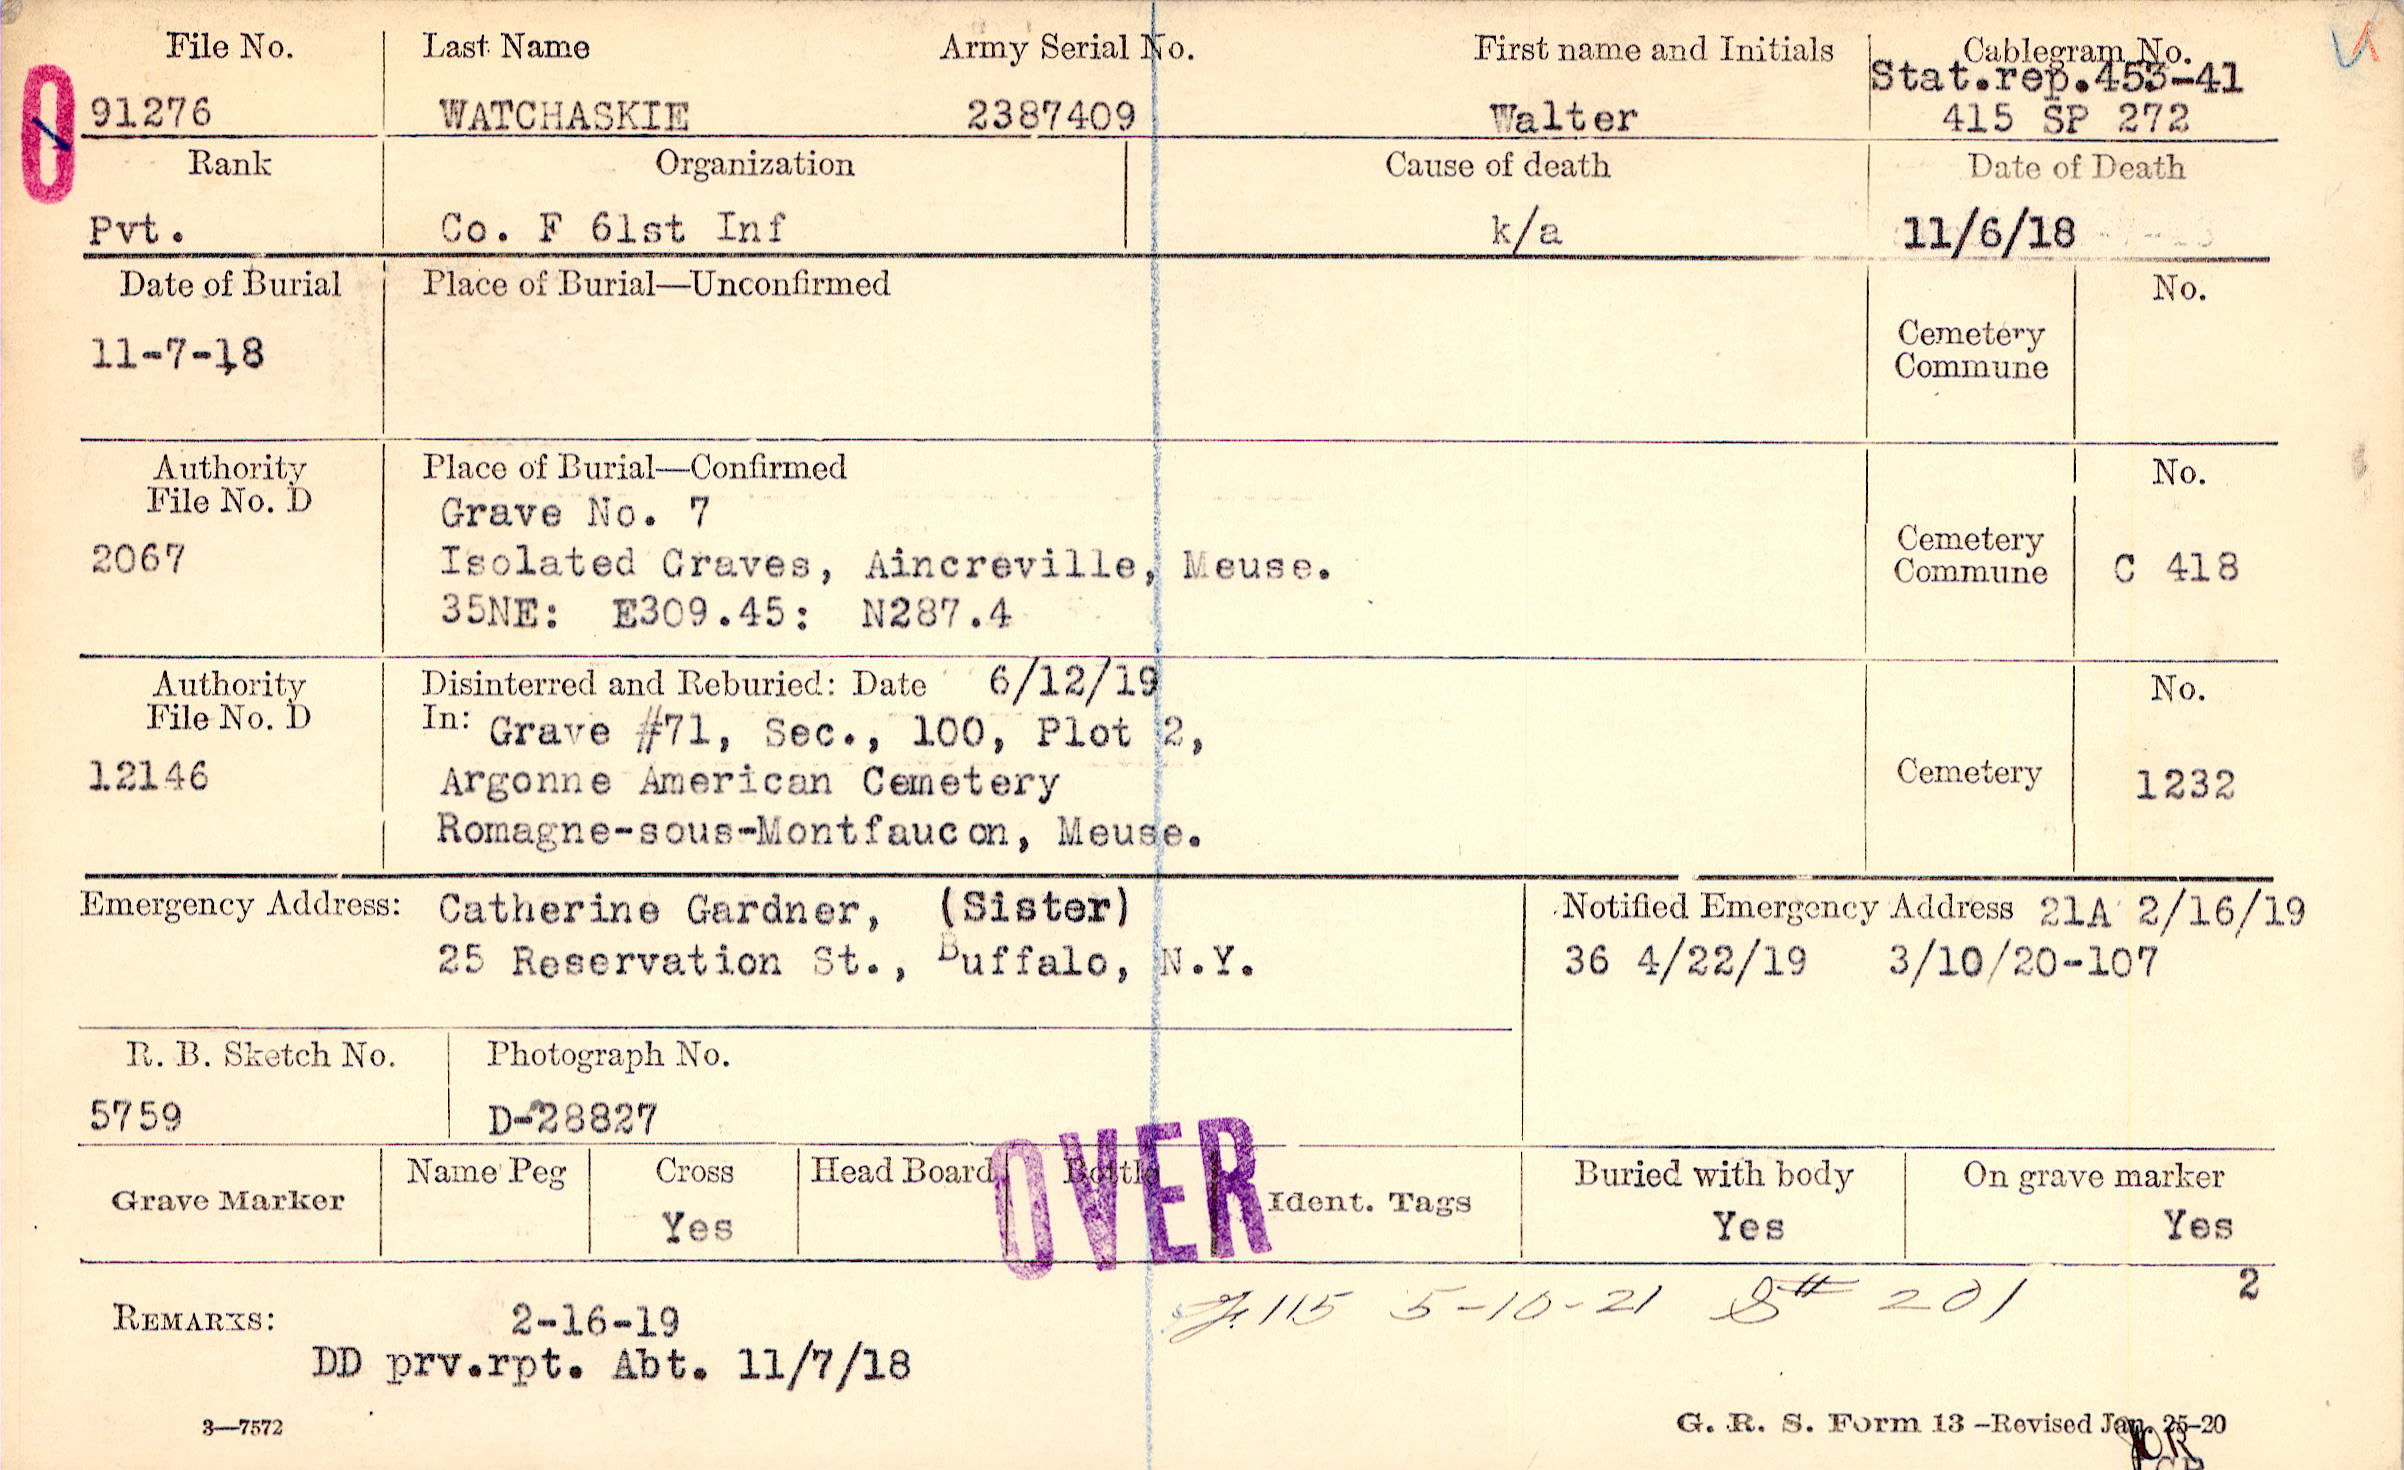 File No. Last Name Army Serial No. First name and Initials Cablegram No.
Stat.rep.453-41
91276 WATCHASKIE 2387409 Walter 415 SP 272
Rank Organization Cause of death Date of Death
Pvt. Co. F 61st Inf k/a 11/6/18
Date of Burial Place of Burial—Unconfirmed No.
11-7-18 Cemetery
Commune
Authority Place of Burial—Confirmed No.
File No. D Grave No. 7
2067 Isolated Graves, Aincreville, Meuse. Cemetery
Commune C 418
35NE: E309.45: N287.4
Authority Disinterred and Reburied: Date 6/12/19 No.
File No. D In: Grave #71, Sec., 100, Plot 2,
12146 Argonne American Cemetery Cemetery 1232
Romagne-sous-Montfaucon, Meuse.
Emergency Address: Catherine Gardner, (Sister) Notified Emergency Address 21A 2/16/19
25 Reservation St., Buffalo, N.Y. 36 4/22/19 3/10/20-107
R. B. Sketch No. Photograph No.
5759 D-28827
OVER
Grave Marker Name Peg Cross Head Board Bottle Ident. Tags Buried with body On grave marker
Yes Yes Yes
2
115 5-10-21 201
REMARKS: 2-16-19
DD prv.rpt. Abt. 11/7/18
3—7572 G. R. S. Form 13 -Revised Jan. 25-20